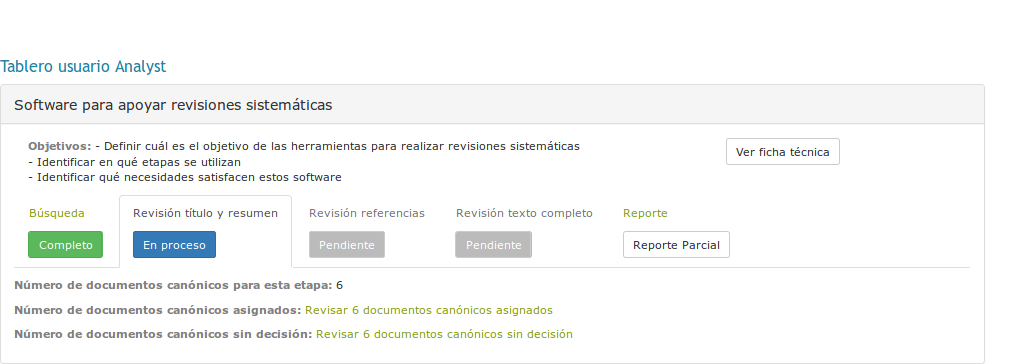 Tablero usuario Analyst
Software para apoyar revisiones sistemáticas
Objetivos: - Definir cuál es el objetivo de las herramientas para realizar revisiones sistemáticas
- Identificar en qué etapas se utilizan
- Identificar qué necesidades satisfacen estos software
Ver ficha técnica
Búsqueda Revisión título y resumen Revisión referencias Revisión texto completo Reporte
Completo En proceso Pendiente Pendiente Reporte Parcial
Número de documentos canónicos para esta etapa: 6
Número de documentos canónicos asignados: Revisar 6 documentos canónicos asignados
Número de documentos canónicos sin decisión: Revisar 6 documentos canónicos sin decisión